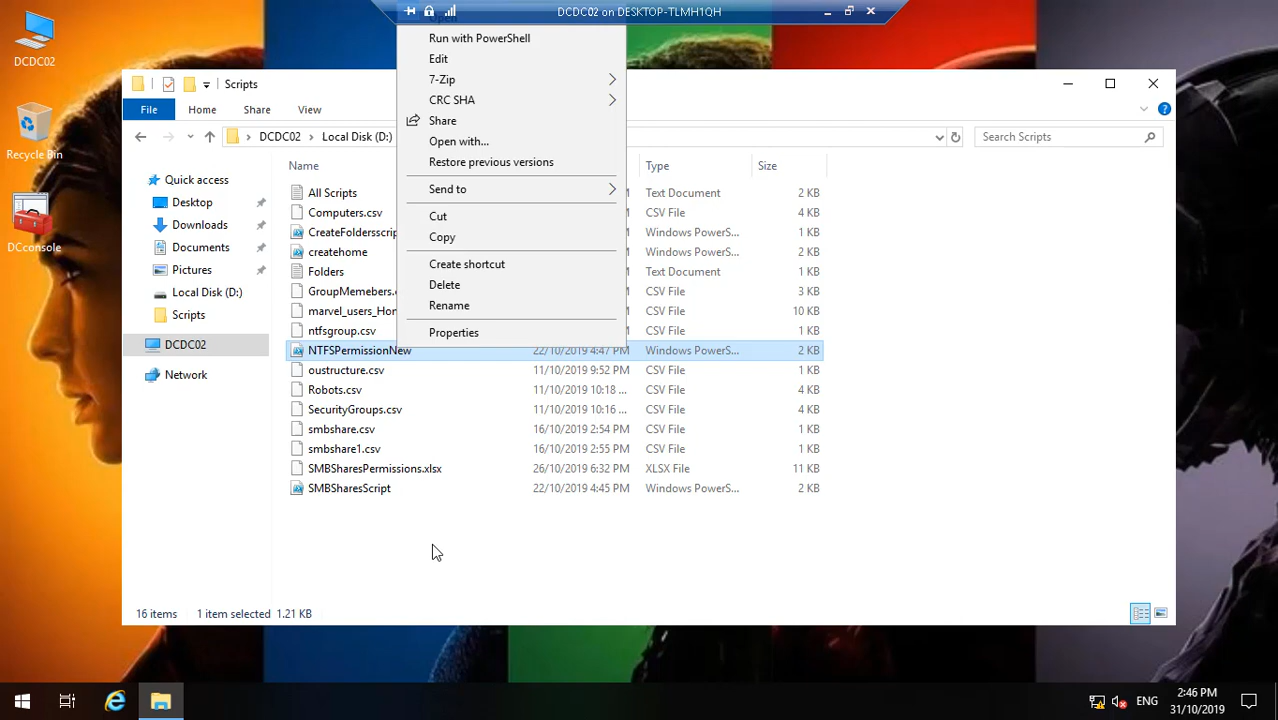 DCDC02 on DESKTOP-TLMH1QH
DCDC02
Recycle Bin
DCconsole
Run with PowerShell
Edit
7-Zip
CRC SHA
Share
Open with...
Restore previous versions
Send to
Cut
Copy
Create shortcut
Delete
Rename
Properties
Scripts
File Home Share View
DCDC02 Local Disk (D:)
Search Scripts
Quick access
Desktop
Downloads
Documents
Pictures
Local Disk (D:)
Scripts
DCDC02
Network
Name Type Size
All Scripts Text Document 2 KB
Computers.csv CSV File 4 KB
CreateFoldersscrip Windows PowerS... 1 KB
createhome Windows PowerS... 2 KB
Folders Text Document 1 KB
GroupMemebers.c CSV File 3 KB
marvel_users_Hon CSV File 10 KB
ntfsgroup.csv CSV File 1 KB
NTFSPermissionNew 22/10/2019 4:47 PM Windows PowerS... 2 KB
oustructure.csv 11/10/2019 9:52 PM CSV File 1 KB
Robots.csv 11/10/2019 10:18 ... CSV File 4 KB
SecurityGroups.csv 11/10/2019 10:16 ... CSV File 4 KB
smbshare.csv 16/10/2019 2:54 PM CSV File 1 KB
smbshare1.csv 16/10/2019 2:55 PM CSV File 1 KB
SMBSharesPermissions.xlsx 26/10/2019 6:32 PM XLSX File 11 KB
SMBSharesScript 22/10/2019 4:45 PM Windows PowerS... 2 KB
16 items 1 item selected 1.21 KB
ENG
2:46 PM
31/10/2019